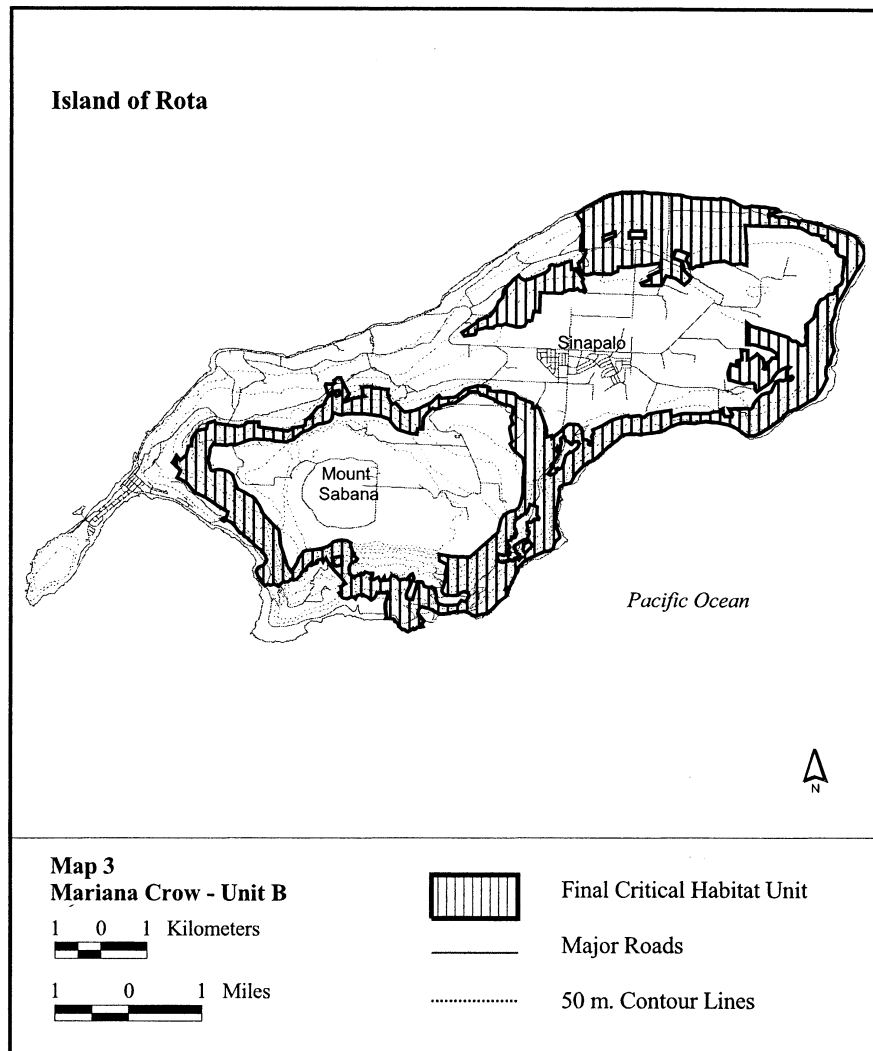 Island of Rota
Sinapalo
Mount
Sabana
Pacific Ocean
N
Map 3
Mariana Crow - Unit B
1 0 1 Kilometers
1 0 1 Miles
Final Critical Habitat Unit
Major Roads
50 m. Contour Lines